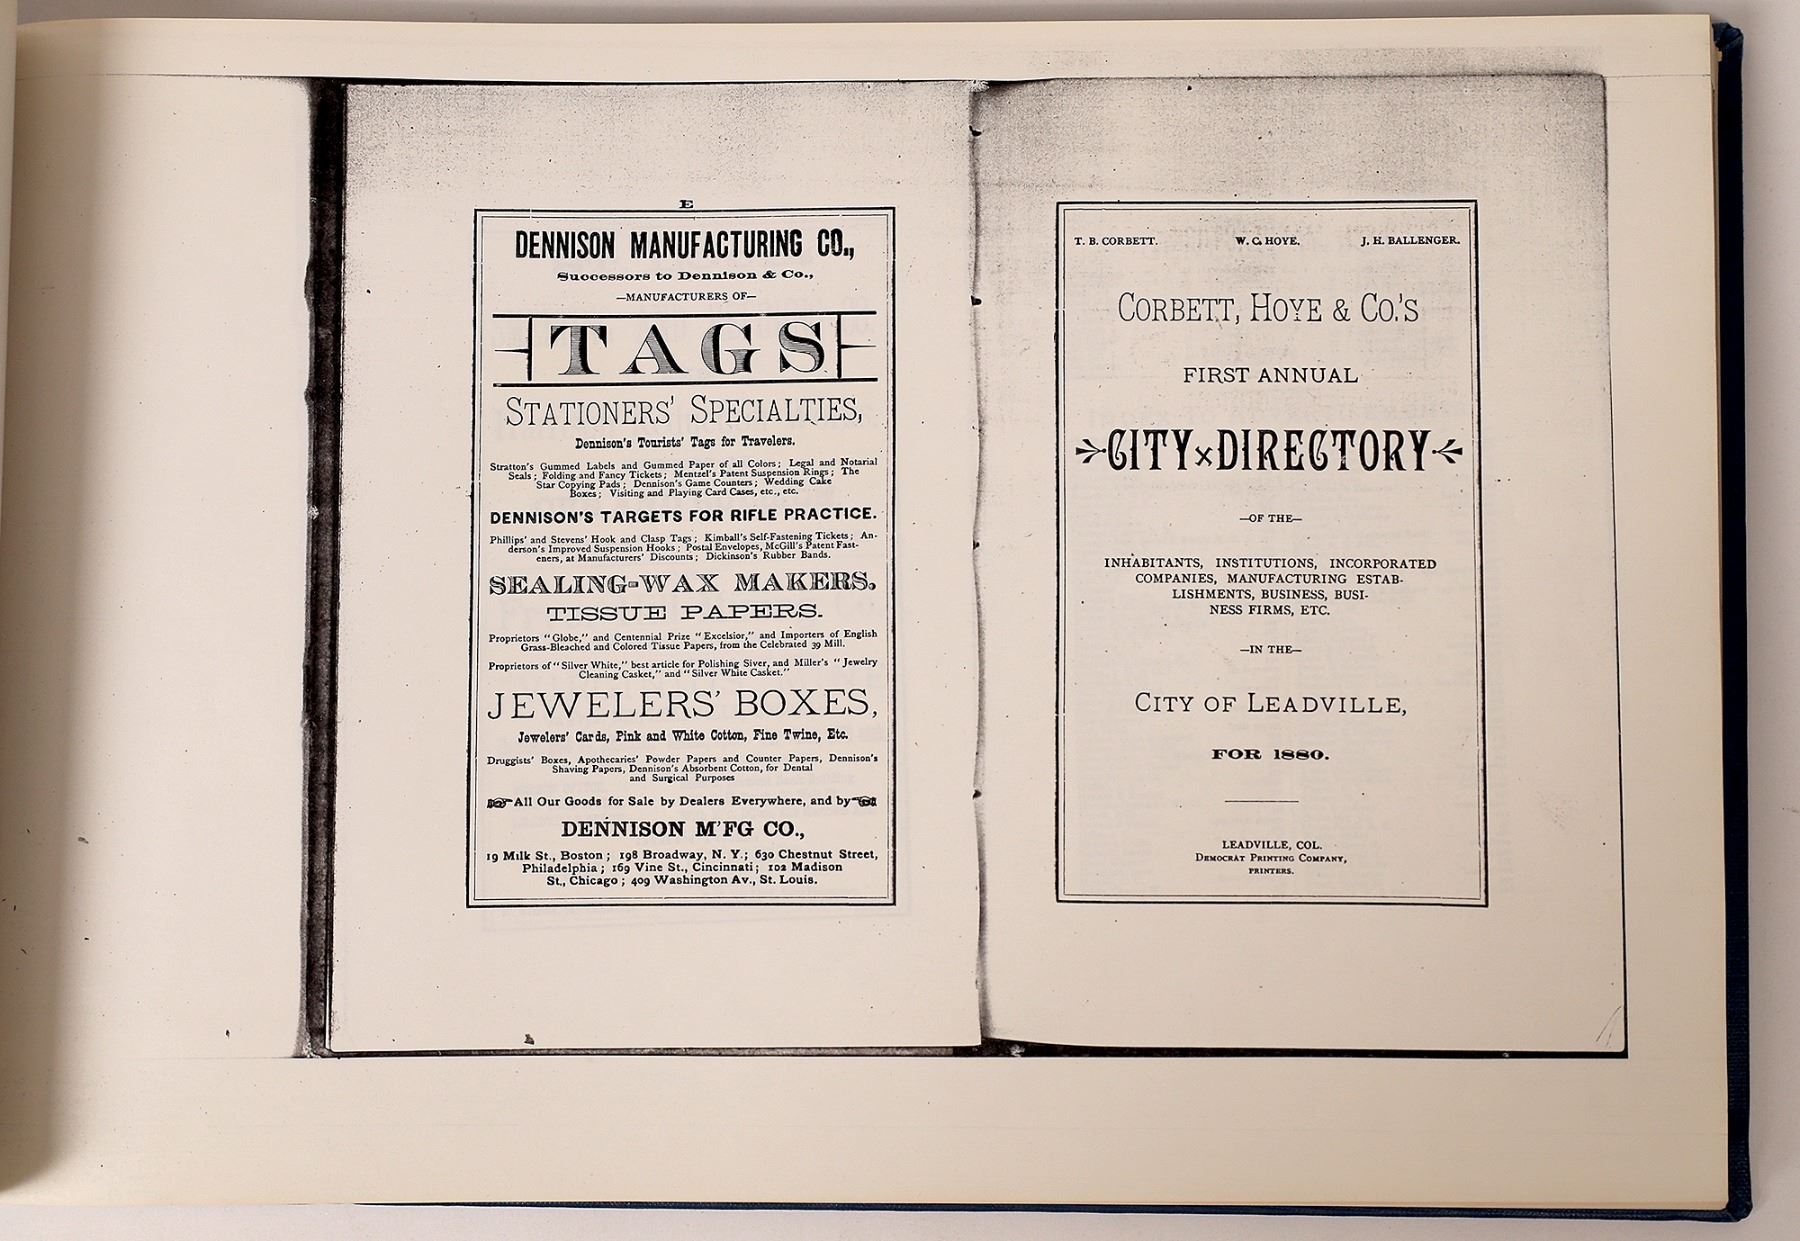 E
DENNISON MANUFACTURING CO.,
Successors to Dennison & Co.,
—MANUFACTURERS OF—
TAGS
STATIONERS' SPECIALTIES,
Dennison's Tourists' Tags for Travelers.
Stratton's Gummed Labels and Gummed Paper of all Colors; Legal and Notarial
Seals; Folding and Fancy Tickets; Mentzel's Patent Suspension Rings; The
Star Copying Pads; Dennison's Game Counters; Wedding Cake
Boxes; Visiting and Playing Card Cases, etc., etc.
DENNISON'S TARGETS FOR RIFLE PRACTICE.
Phillips' and Stevens' Hook and Clasp Tags; Kimball's Self-Fastening Tickets; An-
derson's Improved Suspension Hooks; Postal Envelopes, McGill's Patent Fast-
eners, at Manufacturers' Discounts; Dickinson's Rubber Bands.
SEALING-WAX MAKERS,
TISSUE PAPERS.
Proprietors "Globe," and Centennial Prize "Excelsior," and Importers of English
Grass-Bleached and Colored Tissue Papers, from the Celebrated 39 Mill.
Proprietors of "Silver White," best article for Polishing Siver, and Miller's "Jewelry
Cleaning Casket," and "Silver White Casket."
JEWELERS' BOXES,
Jewelers' Cards, Pink and White Cotton, Fine Twine, Etc.
Druggists' Boxes, Apothecaries' Powder Papers and Counter Papers, Dennison's
Shaving Papers, Dennison's Absorbent Cotton, for Dental
and Surgical Purposes
All Our Goods for Sale by Dealers Everywhere, and by
DENNISON M'FG CO.,
19 Milk St., Boston; 198 Broadway, N. Y.; 630 Chestnut Street,
Philadelphia; 169 Vine St., Cincinnati; 102 Madison
St., Chicago; 409 Washington Av., St. Louis.
T. B. CORBETT. W. C. HOYE. J. H. BALLENGER.
CORBETT, HOYE & CO.'S
FIRST ANNUAL
CITY × DIRECTORY
—OF THE—
INHABITANTS, INSTITUTIONS, INCORPORATED
COMPANIES, MANUFACTURING ESTAB-
LISHMENTS, BUSINESS, BUSI-
NESS FIRMS, ETC.
—IN THE—
CITY OF LEADVILLE,
FOR 1880.
LEADVILLE, COL.
DEMOCRAT PRINTING COMPANY,
PRINTERS.